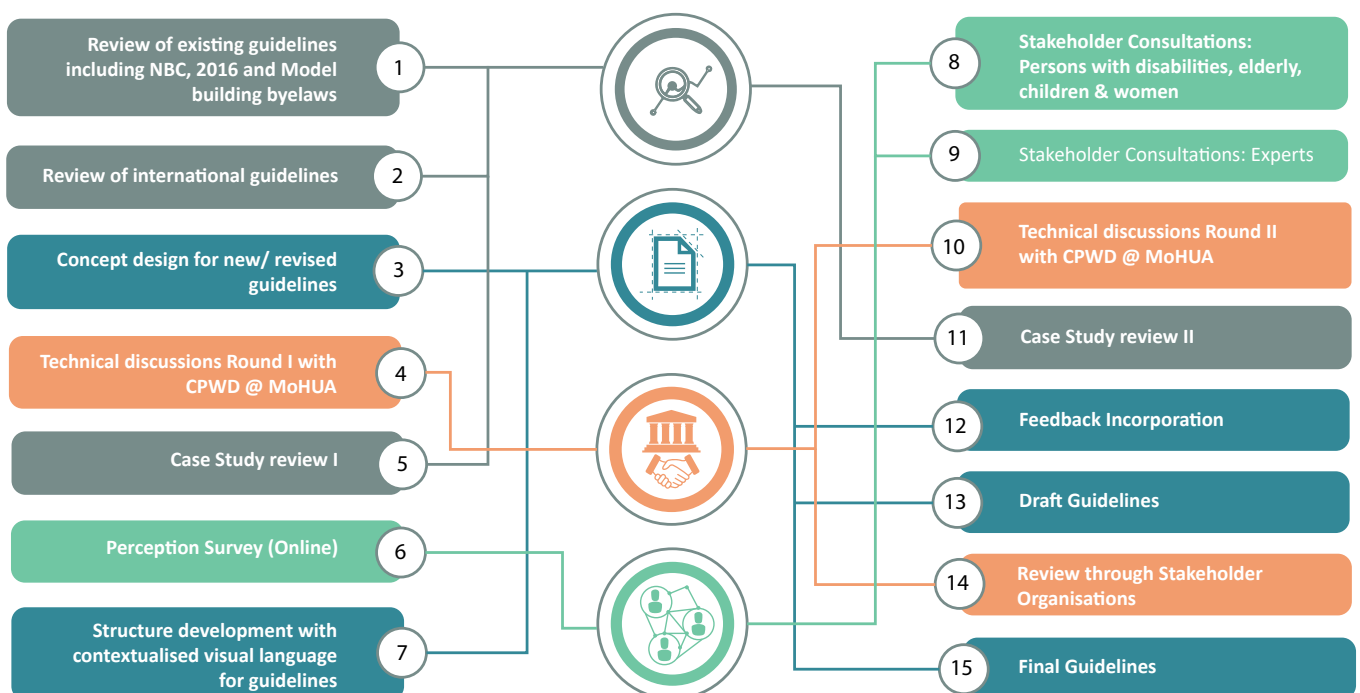 Review of existing guidelines
including NBC, 2016 and Model
building byelaws
1
Review of international guidelines
2
Concept design for new/ revised
guidelines
3
Technical discussions Round I with
CPWD @ MoHUA
4
Case Study review I
5
Perception Survey (Online)
6
Structure development with
contextualised visual language
for guidelines
7
8
Stakeholder Consultations:
Persons with disabilities, elderly,
children & women
9
Stakeholder Consultations: Experts
10
Technical discussions Round II
with CPWD @ MoHUA
11
Case Study review II
12
Feedback Incorporation
13
Draft Guidelines
14
Review through Stakeholder
Organisations
15
Final Guidelines